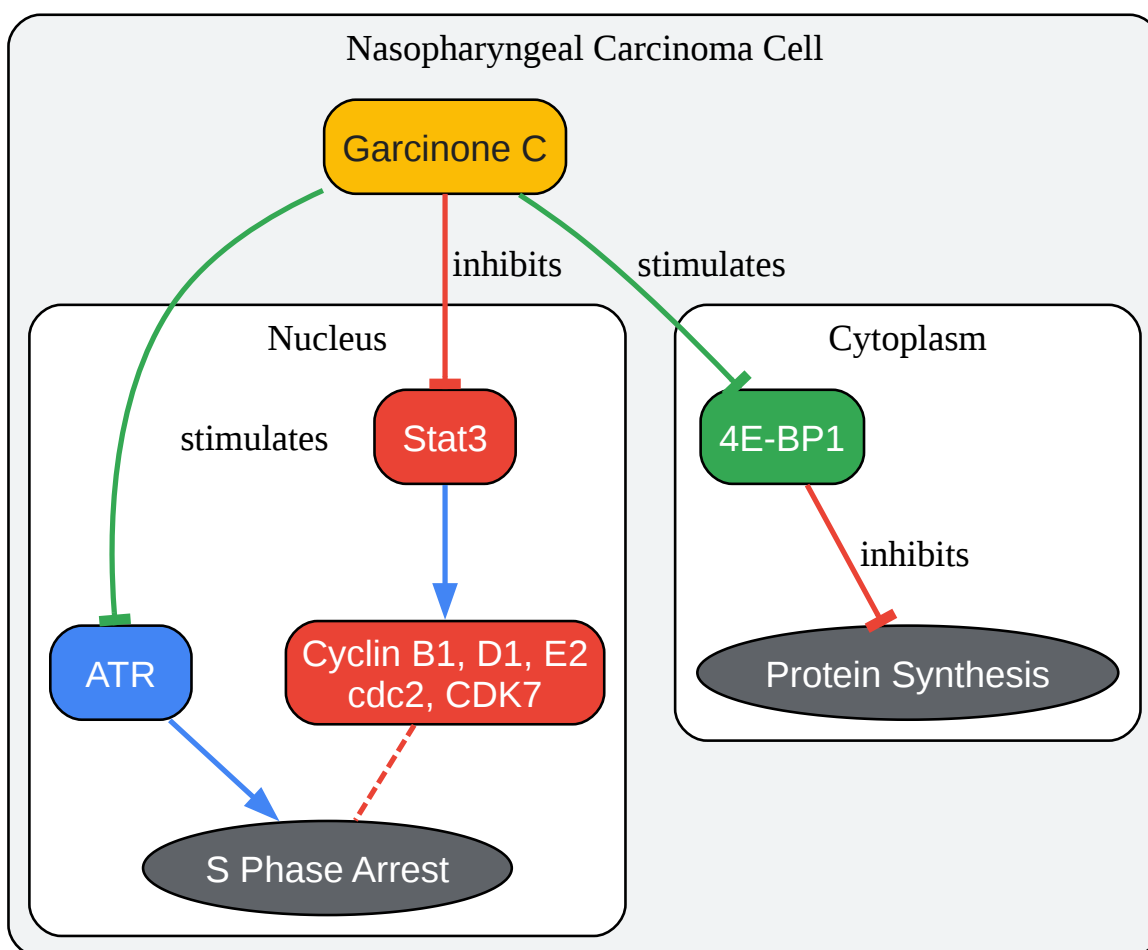 Nasopharyngeal Carcinoma Cell
Garcinone C
inhibits
stimulates
Nucleus
Cytoplasm
stimulates
Stat3
4E-BP1
inhibits
ATR
Cyclin B1, D1, E2
cdc2, CDK7
Protein Synthesis
S Phase Arrest